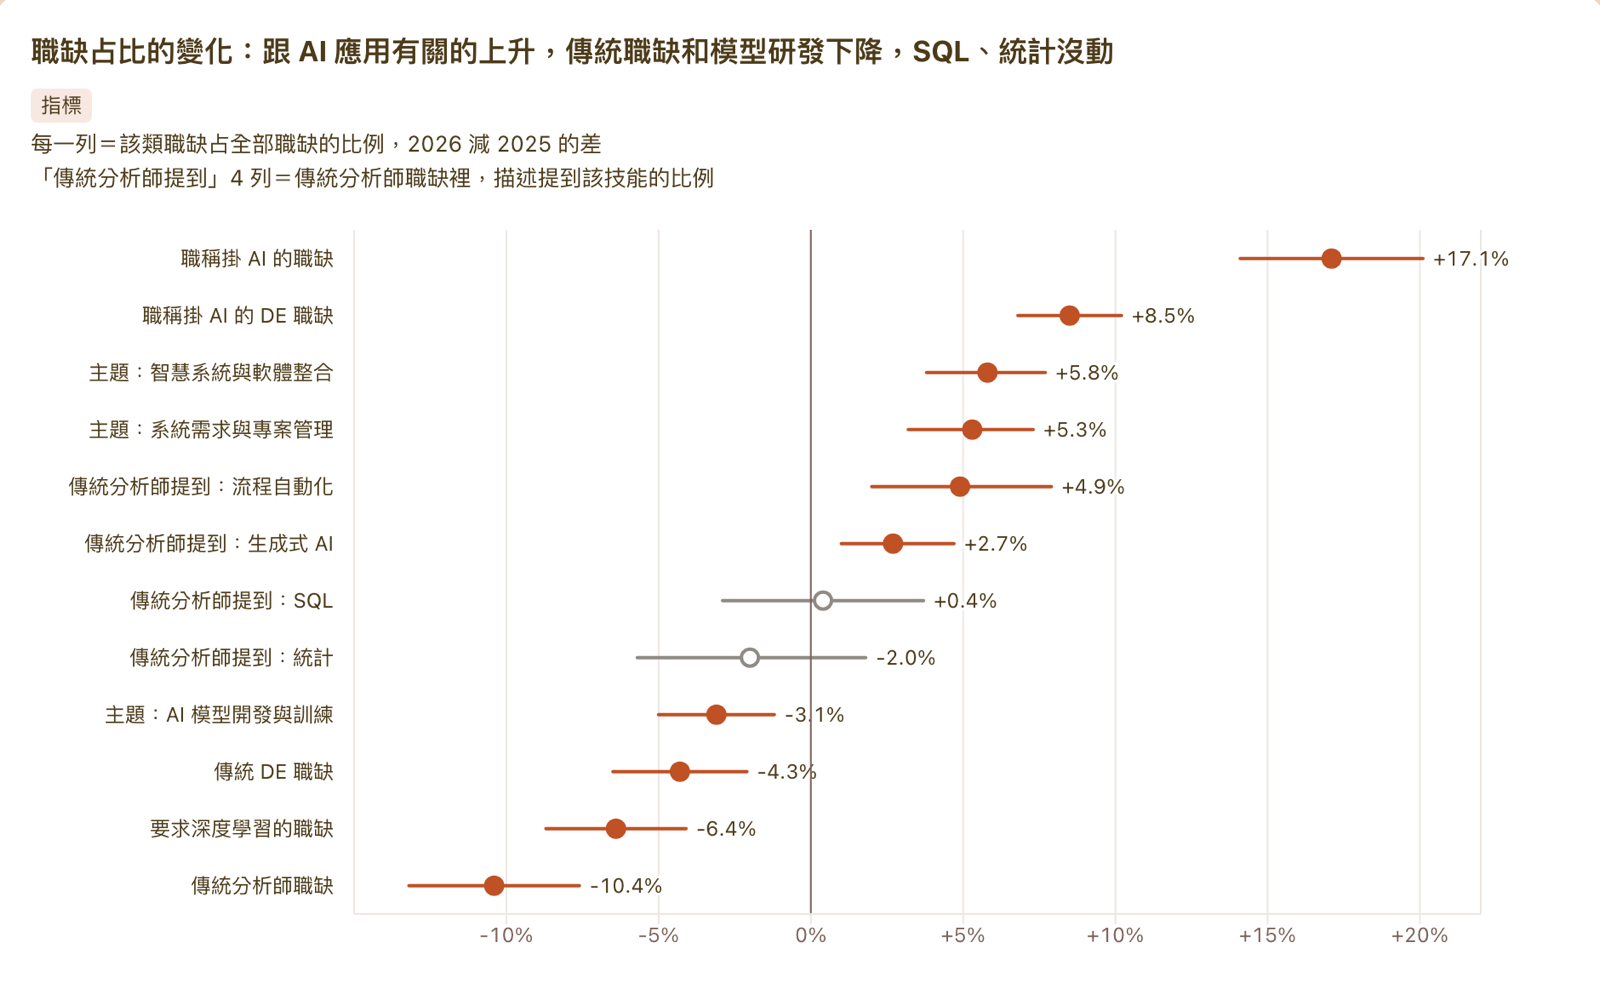 職缺占比的變化：跟 AI 應用有關的上升，傳統職缺和模型研發下降，SQL、統計沒動
指標
每一列＝該類職缺占全部職缺的比例，2026 減 2025 的差
「傳統分析師提到」4 列＝傳統分析師職缺裡，描述提到該技能的比例
職稱掛 AI 的職缺 +17.1%
職稱掛 AI 的 DE 職缺 +8.5%
主題：智慧系統與軟體整合 +5.8%
主題：系統需求與專案管理 +5.3%
傳統分析師提到：流程自動化 +4.9%
傳統分析師提到：生成式 AI +2.7%
傳統分析師提到：SQL +0.4%
傳統分析師提到：統計 -2.0%
主題：AI 模型開發與訓練 -3.1%
傳統 DE 職缺 -4.3%
要求深度學習的職缺 -6.4%
傳統分析師職缺 -10.4%
-10% -5% 0% +5% +10% +15% +20%